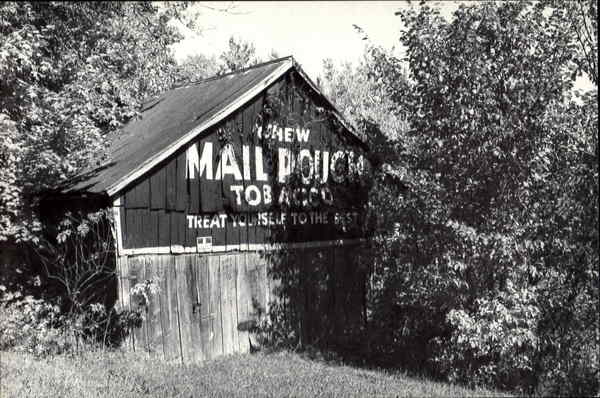 CHEW
MAIL POUCH
TOBACCO
TREAT YOURSELF TO THE BEST